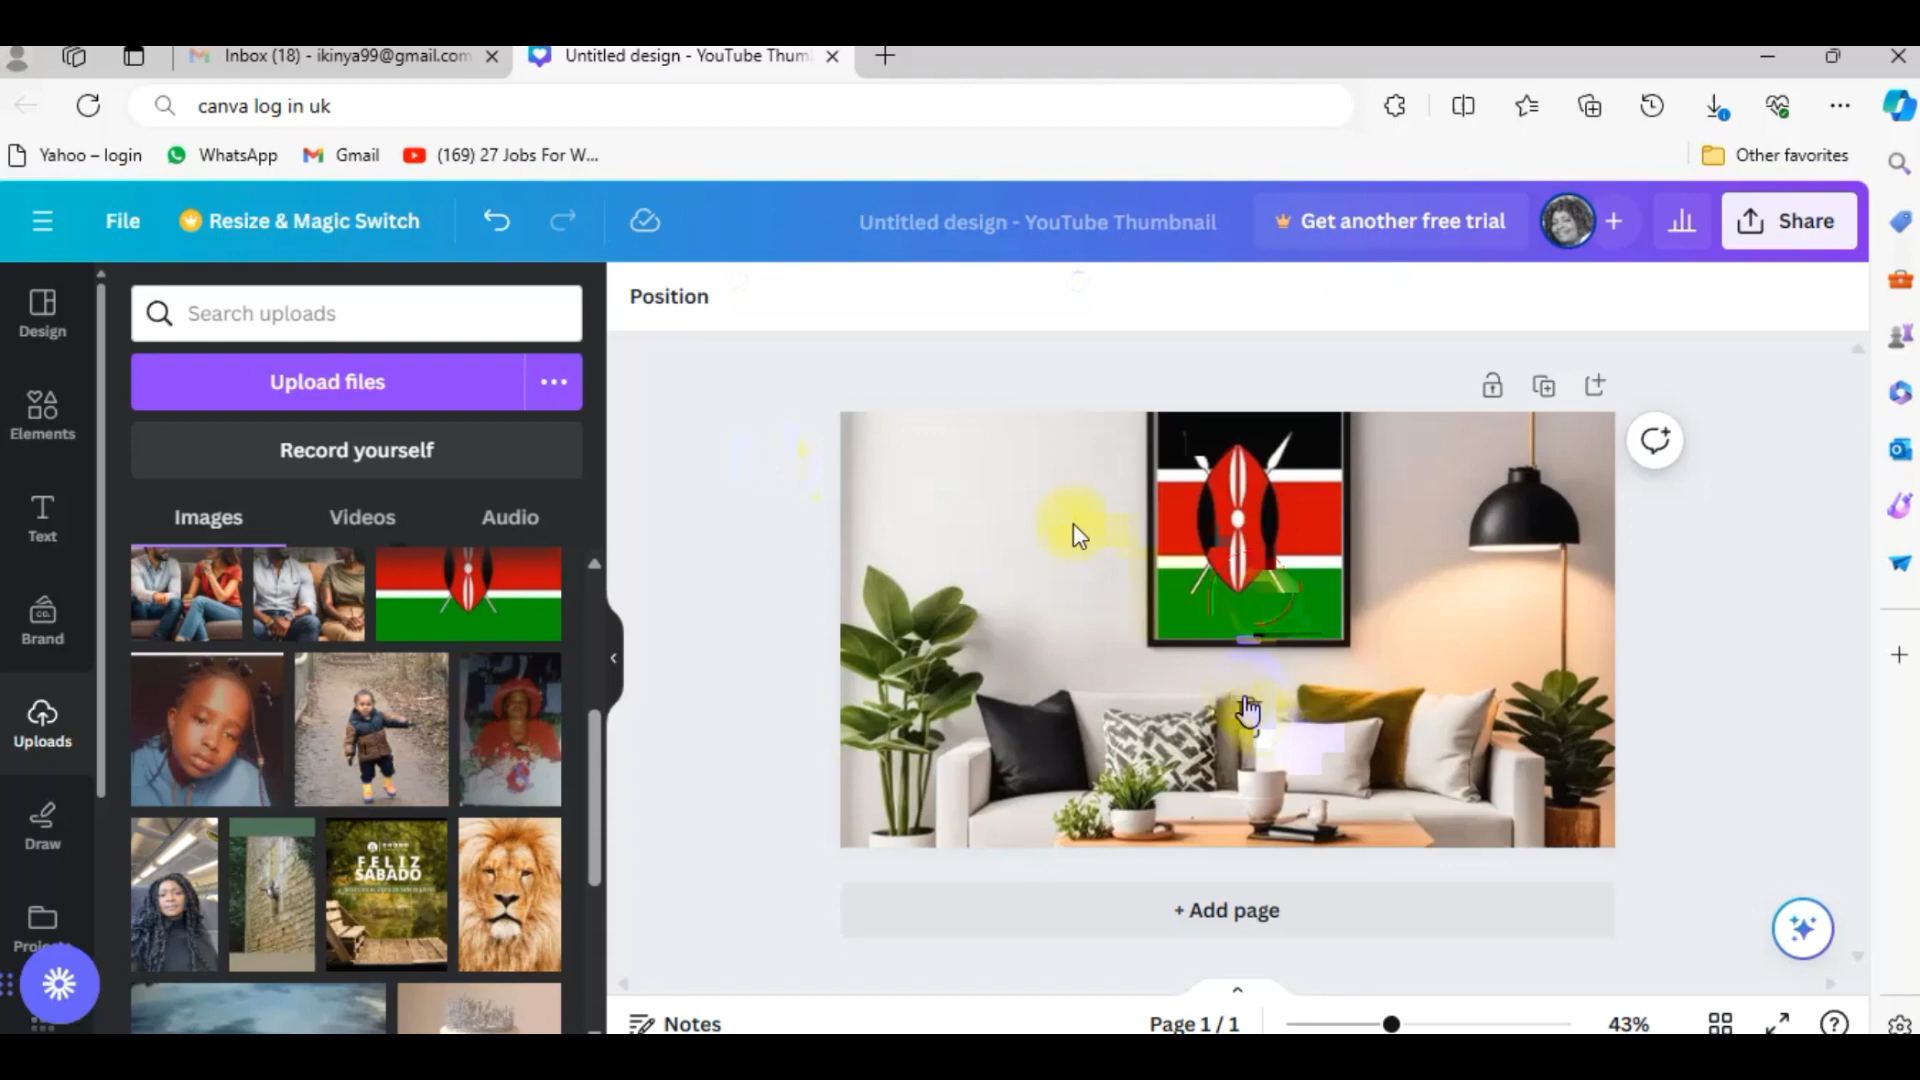 Inbox (18) - ikinya99@gmail.com
Untitled design - YouTube Thum
canva log in uk
Yahoo – login
WhatsApp
Gmail
(169) 27 Jobs For W...
Other favorites
File
Resize & Magic Switch
Untitled design - YouTube Thumbnail
Get another free trial
Share
Design
Elements
Text
Brand
Uploads
Draw
Projec
Search uploads
Upload files
Record yourself
Images
Videos
Audio
FELIZ
SÁBADO
Position
+ Add page
Notes
Page 1 / 1
43%